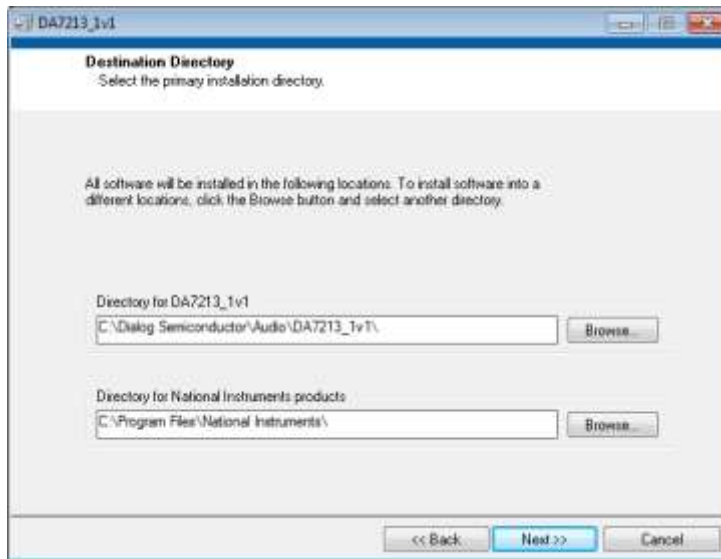 DA7213_1v1
Destination Directory
Select the primary installation directory.
All software will be installed in the following locations. To install software into a
different locations, click the Browse button and select another directory.
Directory for DA7213_1v1
C:\Dialog Semiconductor\Audio\DA7213_1v1\
Browse...
Directory for National Instruments products
C:\Program Files\National Instruments\
Browse...
<< Back
Next >>
Cancel